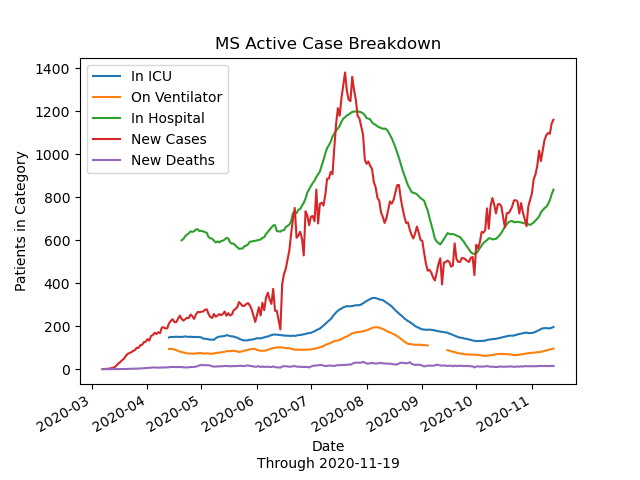 MS Active Case Breakdown
In ICU
On Ventilator
In Hospital
New Cases
New Deaths
Patients in Category
1400
1200
1000
800
600
400
200
0
2020-03
2020-04
2020-05
2020-06
2020-07
2020-08
2020-09
2020-10
2020-11
Date
Through 2020-11-19